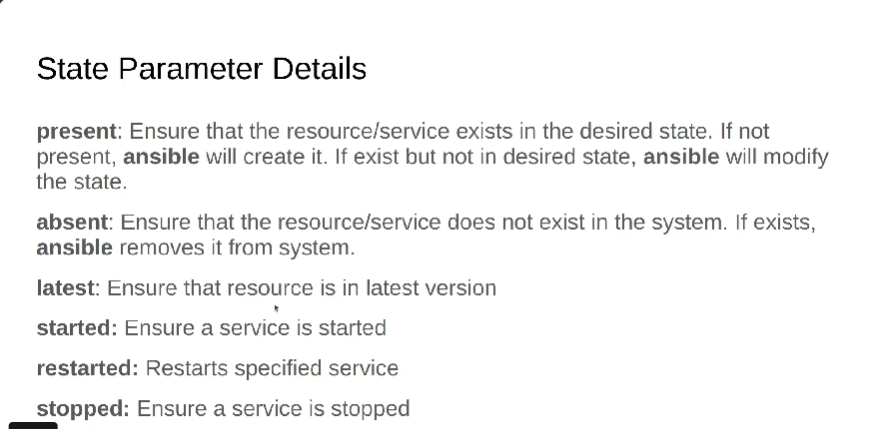 State Parameter Details
present: Ensure that the resource/service exists in the desired state. If not
present, ansible will create it. If exist but not in desired state, ansible will modify
the state.
absent: Ensure that the resource/service does not exist in the system. If exists,
ansible removes it from system.
latest: Ensure that resource is in latest version
started: Ensure a service is started
restarted: Restarts specified service
stopped: Ensure a service is stopped